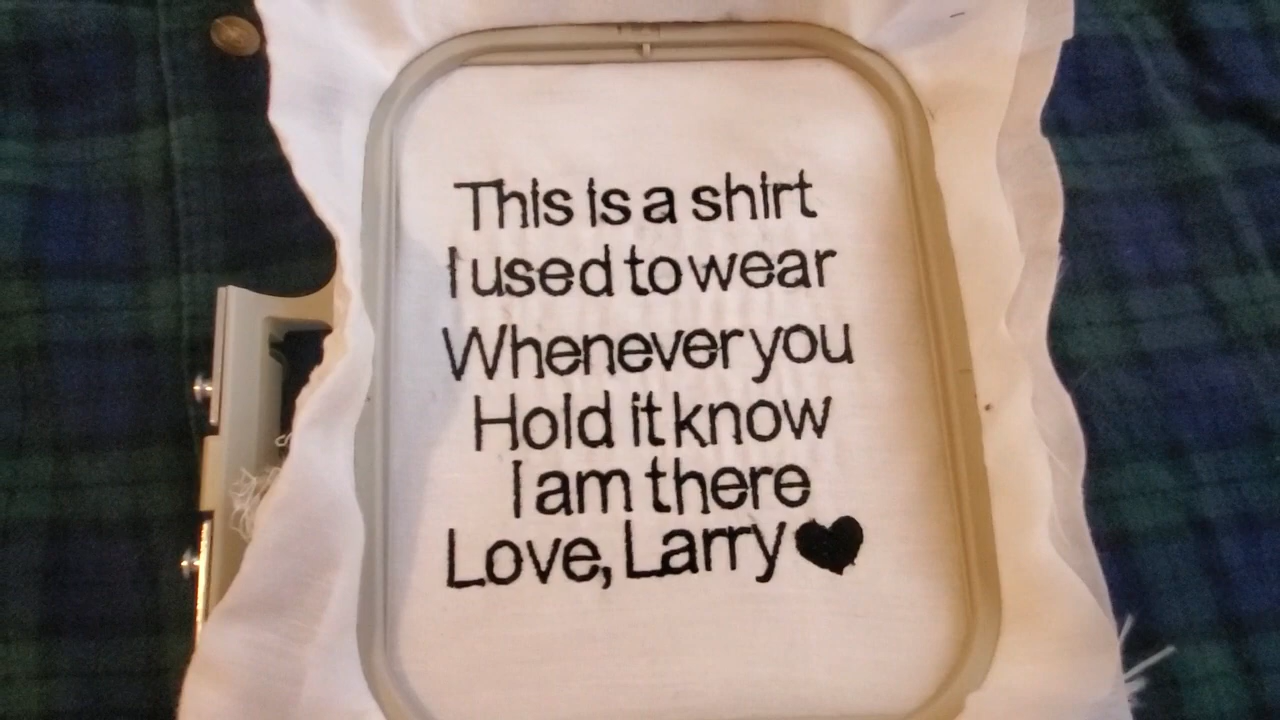 This is a shirt
I used to wear
Whenever you
Hold it know
I am there
Love, Larry ♥